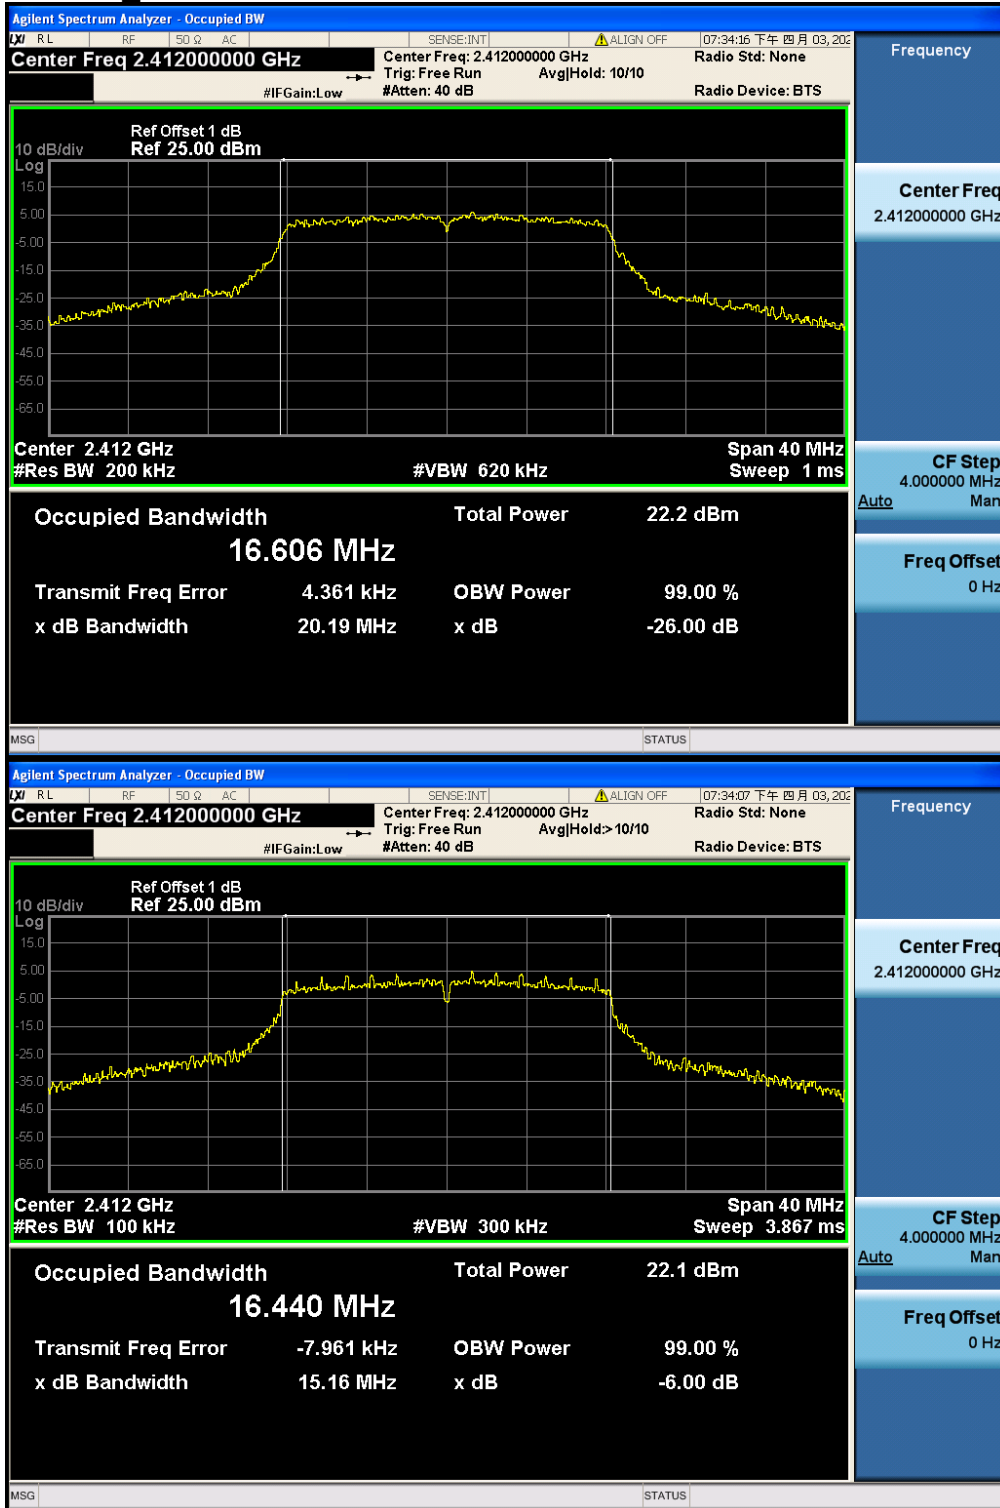 Agilent Spectrum Analyzer - Occupied BW
LXI RL RF 50 Ω AC SENSE:INT ALIGN OFF 07:34:16 下午 四月 03, 202
Center Freq 2.412000000 GHz
Center Freq: 2.412000000 GHz
Radio Std: None
Trig: Free Run Avg|Hold: 10/10
#IFGain:Low #Atten: 40 dB Radio Device: BTS
Frequency
Ref Offset 1 dB
10 dB/div Ref 25.00 dBm
Log
15.0
5.00
-5.00
-15.0
-25.0
-35.0
-45.0
-55.0
-65.0
Center Freq
2.412000000 GHz
Center 2.412 GHz Span 40 MHz
#Res BW 200 kHz #VBW 620 kHz Sweep 1 ms
CF Step
4.000000 MHz
Auto Man
Occupied Bandwidth Total Power 22.2 dBm
16.606 MHz
Transmit Freq Error 4.361 kHz OBW Power 99.00 %
x dB Bandwidth 20.19 MHz x dB -26.00 dB
Freq Offset
0 Hz
MSG STATUS
Agilent Spectrum Analyzer - Occupied BW
LXI RL RF 50 Ω AC SENSE:INT ALIGN OFF 07:34:07 下午 四月 03, 202
Center Freq 2.412000000 GHz
Center Freq: 2.412000000 GHz
Radio Std: None
Trig: Free Run Avg|Hold:>10/10
#IFGain:Low #Atten: 40 dB Radio Device: BTS
Frequency
Ref Offset 1 dB
10 dB/div Ref 25.00 dBm
Log
15.0
5.00
-5.00
-15.0
-25.0
-35.0
-45.0
-55.0
-65.0
Center Freq
2.412000000 GHz
Center 2.412 GHz Span 40 MHz
#Res BW 100 kHz #VBW 300 kHz Sweep 3.867 ms
CF Step
4.000000 MHz
Auto Man
Occupied Bandwidth Total Power 22.1 dBm
16.440 MHz
Transmit Freq Error -7.961 kHz OBW Power 99.00 %
x dB Bandwidth 15.16 MHz x dB -6.00 dB
Freq Offset
0 Hz
MSG STATUS